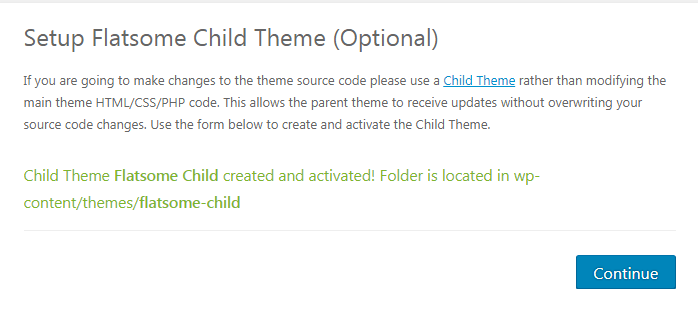 Setup Flatsome Child Theme (Optional)
If you are going to make changes to the theme source code please use a Child Theme rather than modifying the
main theme HTML/CSS/PHP code. This allows the parent theme to receive updates without overwriting your
source code changes. Use the form below to create and activate the Child Theme.
Child Theme Flatsome Child created and activated! Folder is located in wp-
content/themes/flatsome-child
Continue